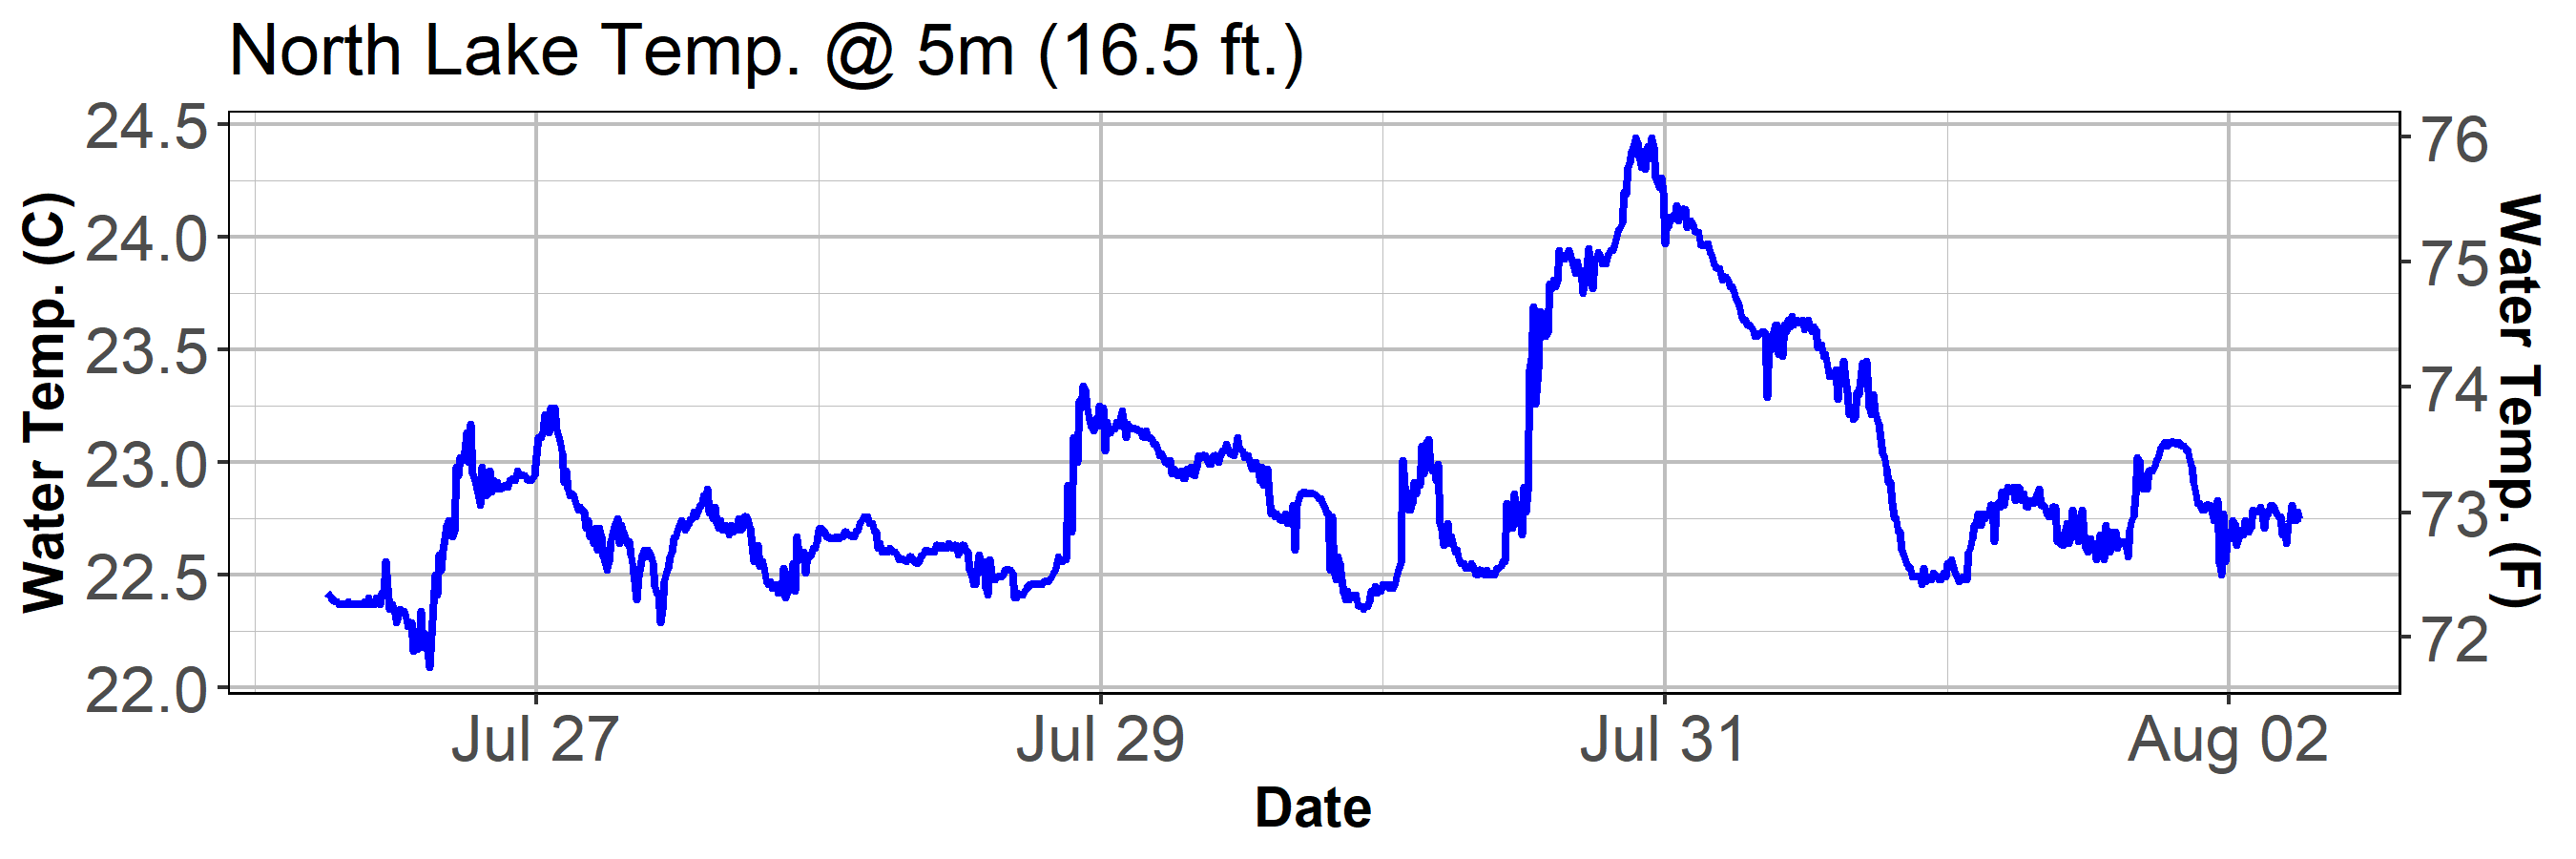 North Lake Temp. @ 5m (16.5 ft.)
Water Temp. (C)
24.5
24.0
23.5
23.0
22.5
22.0
76
75
74
73
72
Water Temp. (F)
Jul 27
Jul 29
Jul 31
Aug 02
Date